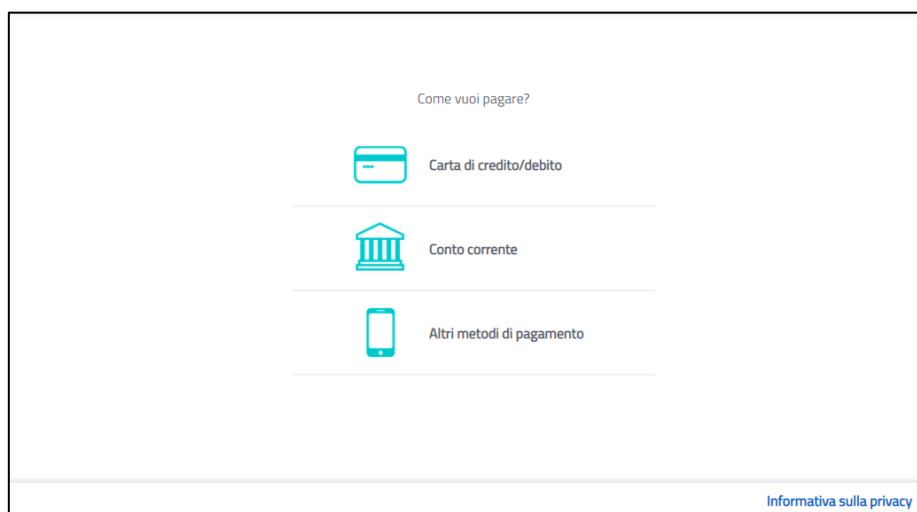 Come vuoi pagare?
Carta di credito/debito
Conto corrente
Altri metodi di pagamento
Informativa sulla privacy